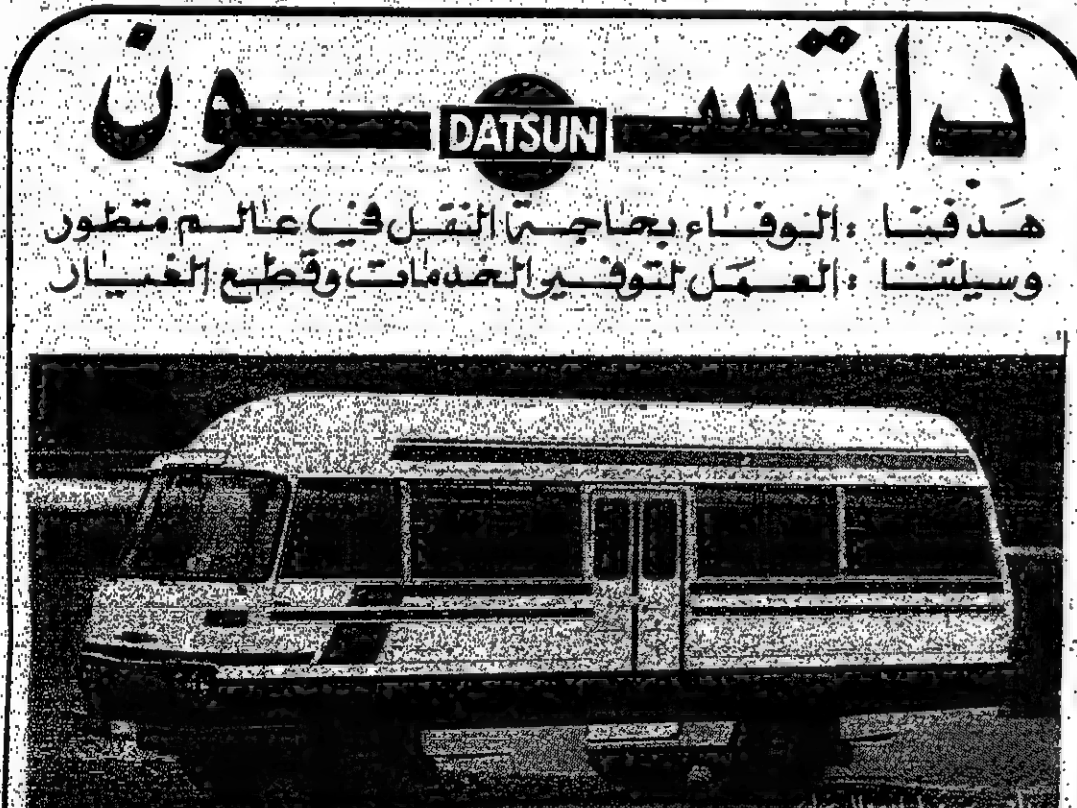 داتسون
DATSUN
هدفنا : الوفاء بحاجة النقل في عالم متطور
وسيلتنا : العمل لتوفير الخدمات وقطع الغيار